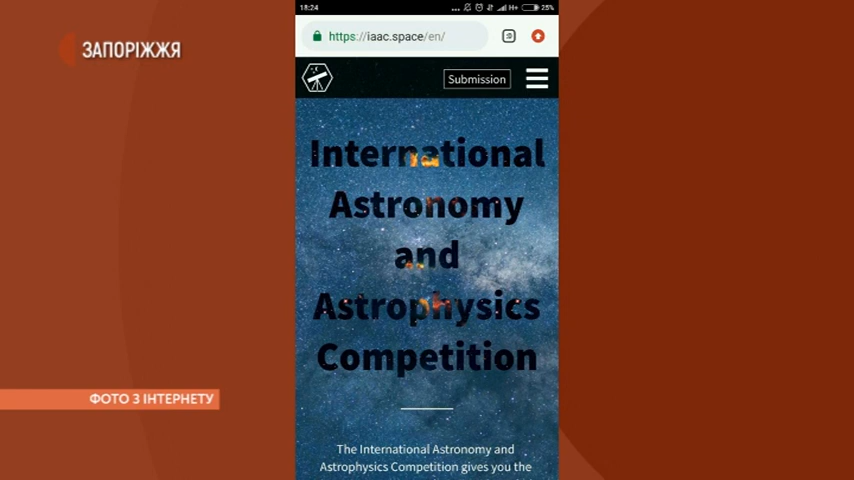 18:24
... H+ 25%
https://iaac.space/en/
ЗАПОРІЖЖЯ
Submission
International
Astronomy
and
Astrophysics
Competition
ФОТО З ІНТЕРНЕТУ
The International Astronomy and
Astrophysics Competition gives you the